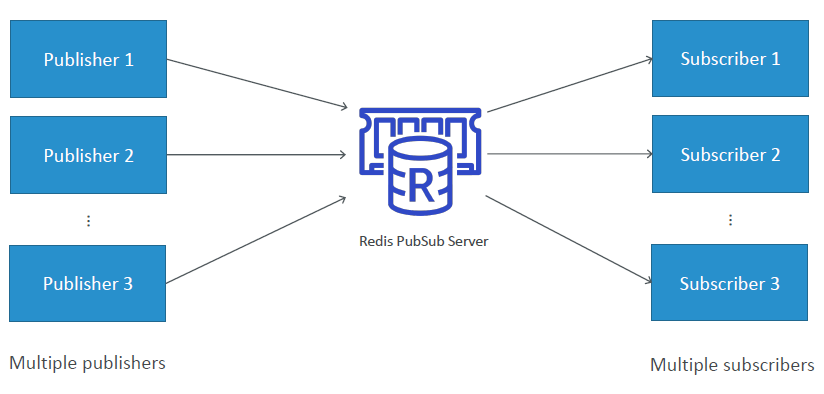 Publisher 1
Subscriber 1
Publisher 2
Subscriber 2
R
⋮
⋮
Redis PubSub Server
Publisher 3
Subscriber 3
Multiple publishers
Multiple subscribers